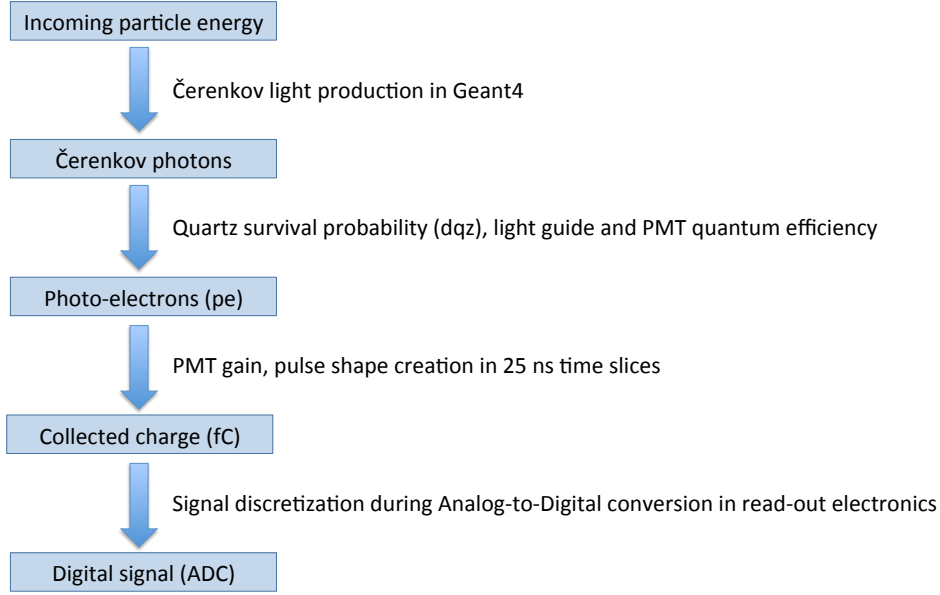 Incoming particle energy
Čerenkov light production in Geant4
Čerenkov photons
Quartz survival probability (dqz), light guide and PMT quantum efficiency
Photo-electrons (pe)
PMT gain, pulse shape creation in 25 ns time slices
Collected charge (fC)
Signal discretization during Analog-to-Digital conversion in read-out electronics
Digital signal (ADC)